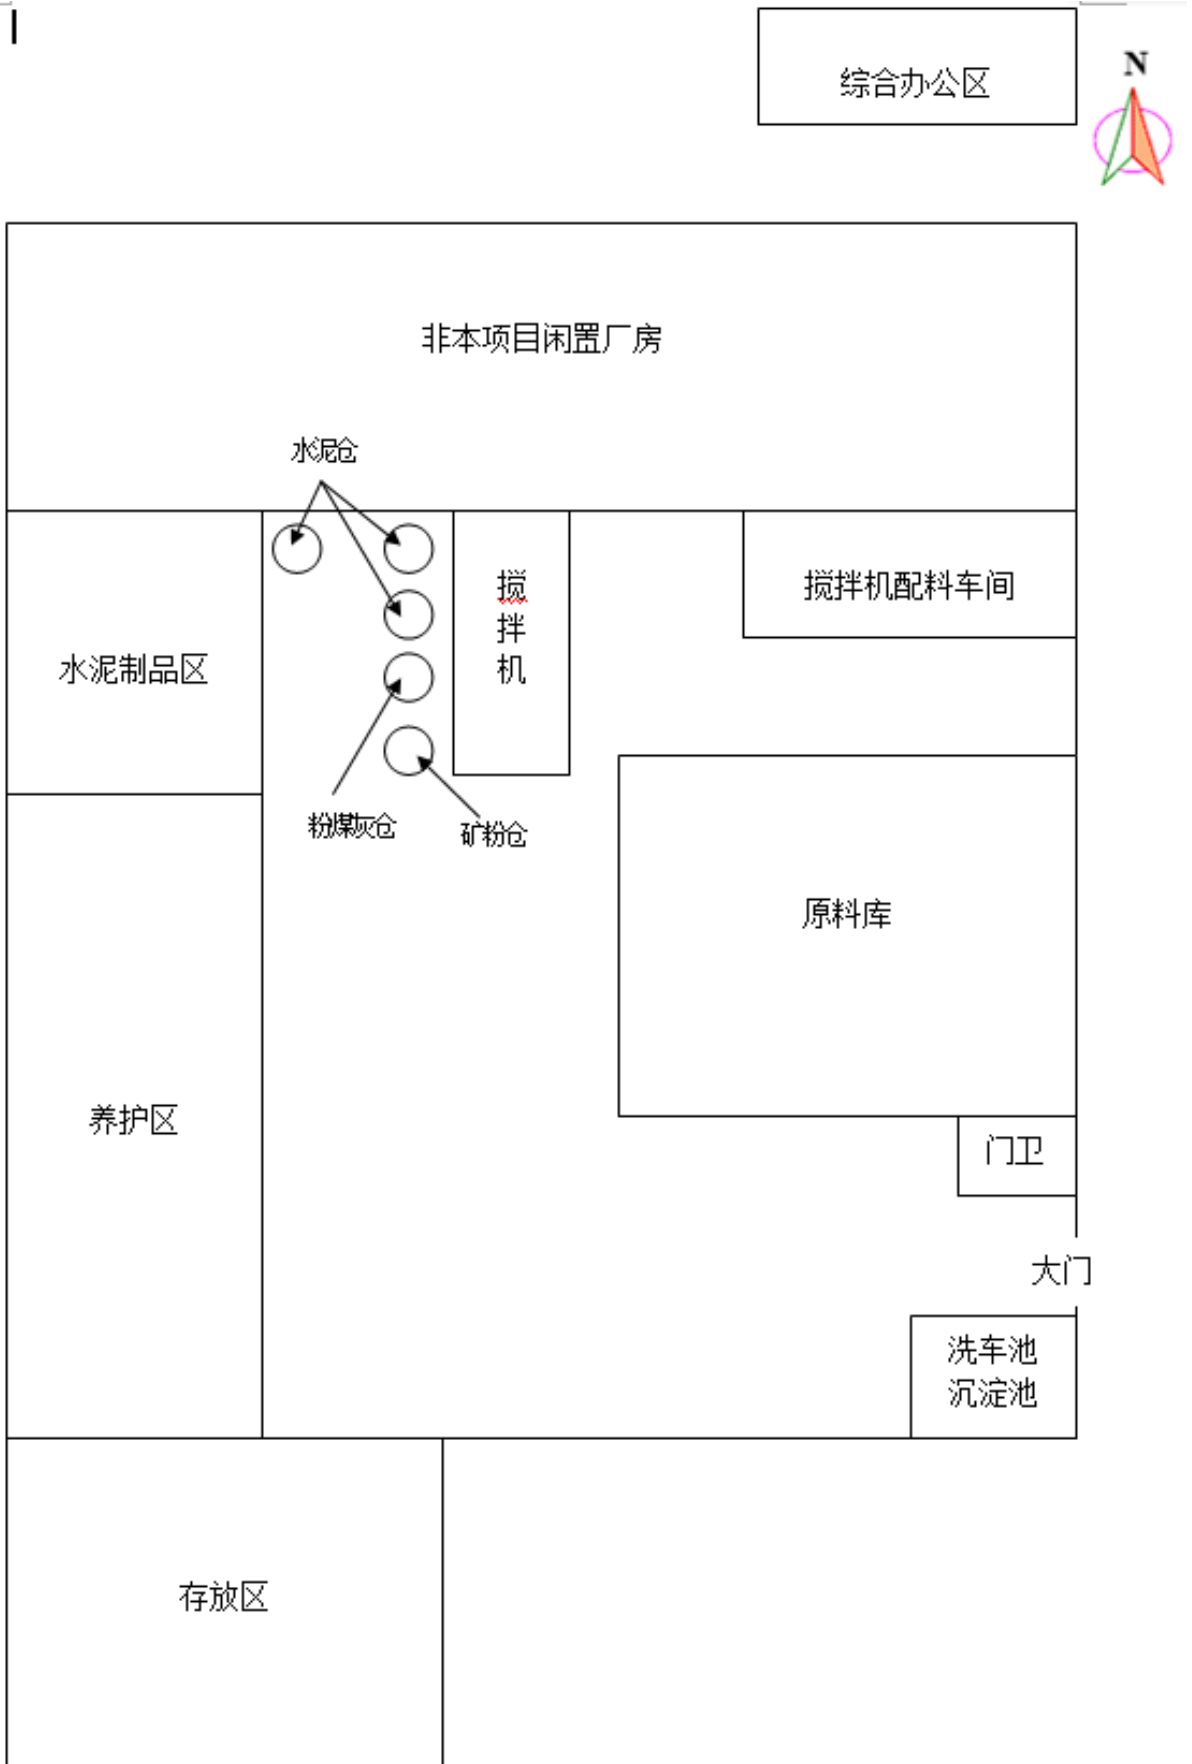 综合办公区
N
非本项目闲置厂房
水泥仓
搅
拌
机
搅拌机配料车间
水泥制品区
粉煤灰仓
矿粉仓
原料库
养护区
门卫
大门
洗车池
沉淀池
存放区